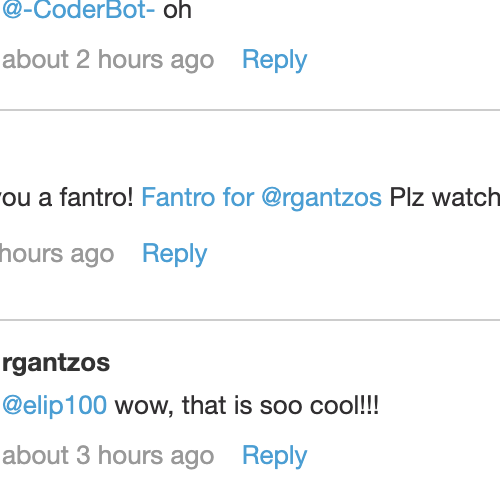 @-CoderBot- oh
about 2 hours ago Reply
you a fantro! Fantro for @rgantzos Plz watch
hours ago Reply
rgantzos
@elip100 wow, that is soo cool!!!
about 3 hours ago Reply